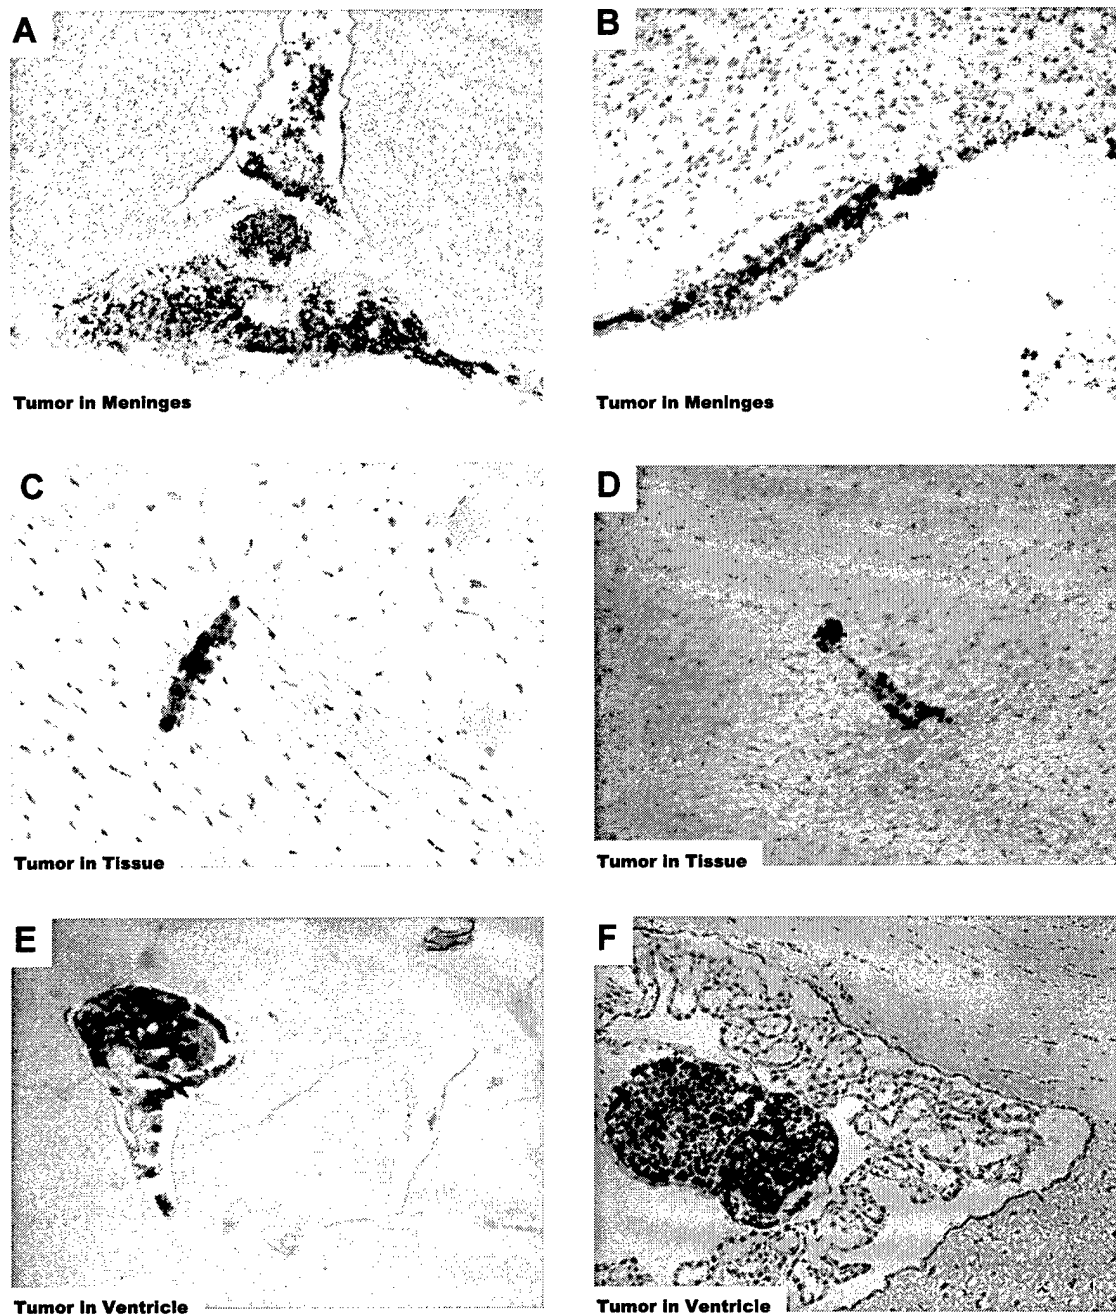 A
B
Tumor in Meninges
Tumor in Meninges
C
D
Tumor in Tissue
Tumor in Tissue
E
F
Tumor in Ventricle
Tumor in Ventricle